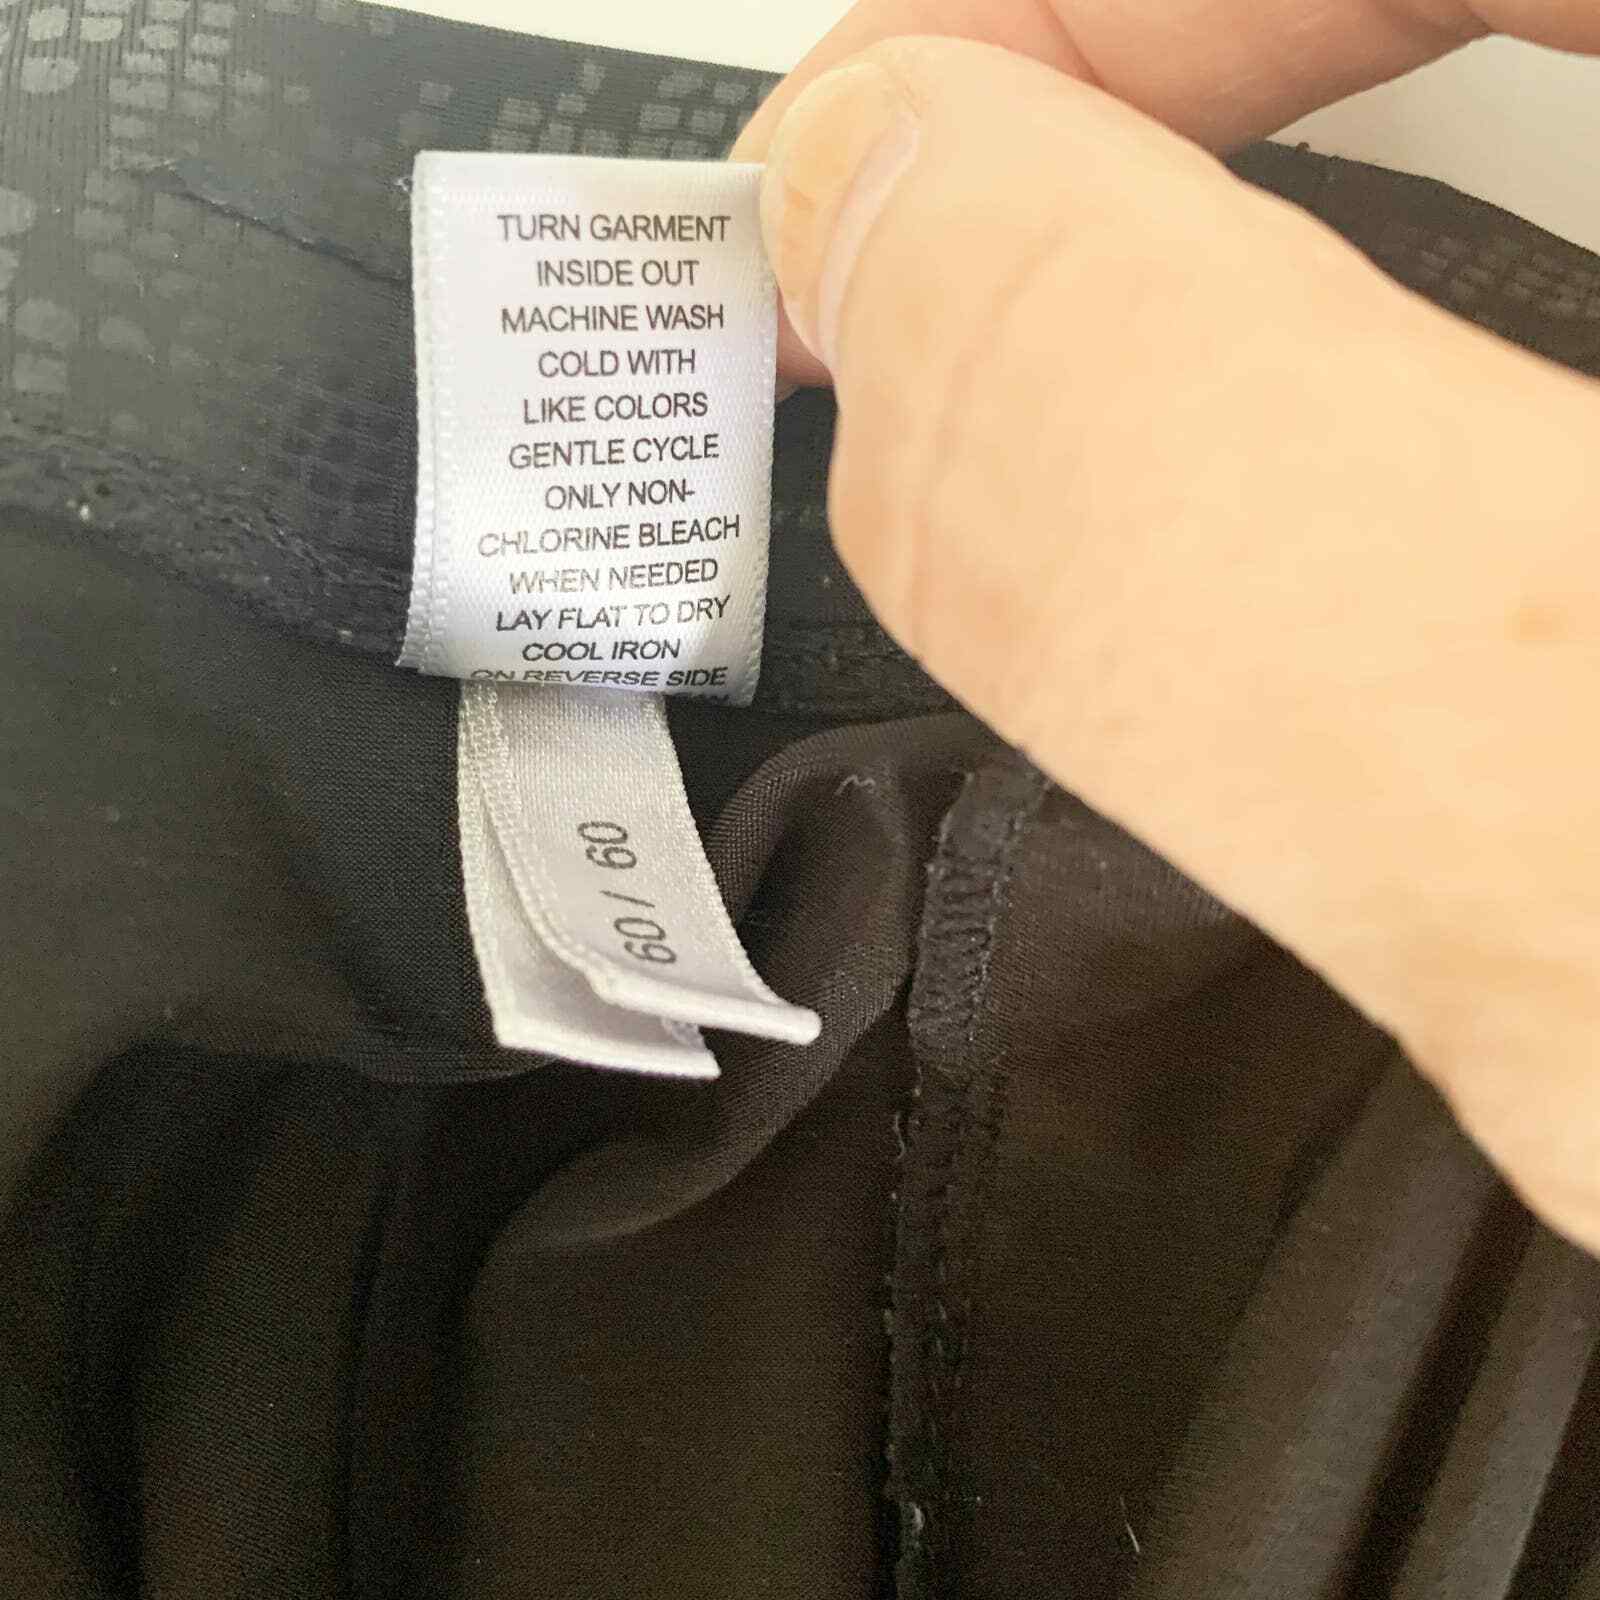 TURN GARMENT
INSIDE OUT
MACHINE WASH
COLD WITH
LIKE COLORS
GENTLE CYCLE
ONLY NON-
CHLORINE BLEACH
WHEN NEEDED
LAY FLAT TO DRY
COOL IRON
ON REVERSE SIDE
60 / 60